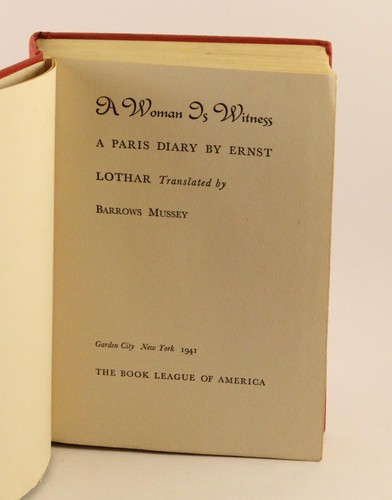 A Woman Is Witness
A PARIS DIARY BY ERNST
LOTHAR Translated by
BARROWS MUSSEY
Garden City New York 1941
THE BOOK LEAGUE OF AMERICA